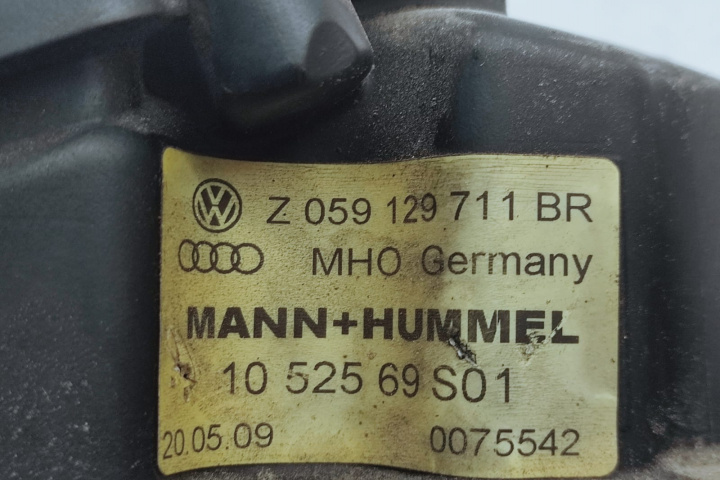 Z 059 129 711 BR
MHO Germany
MANN+HUMMEL
10 525 69 S01
20.05.09 0075542